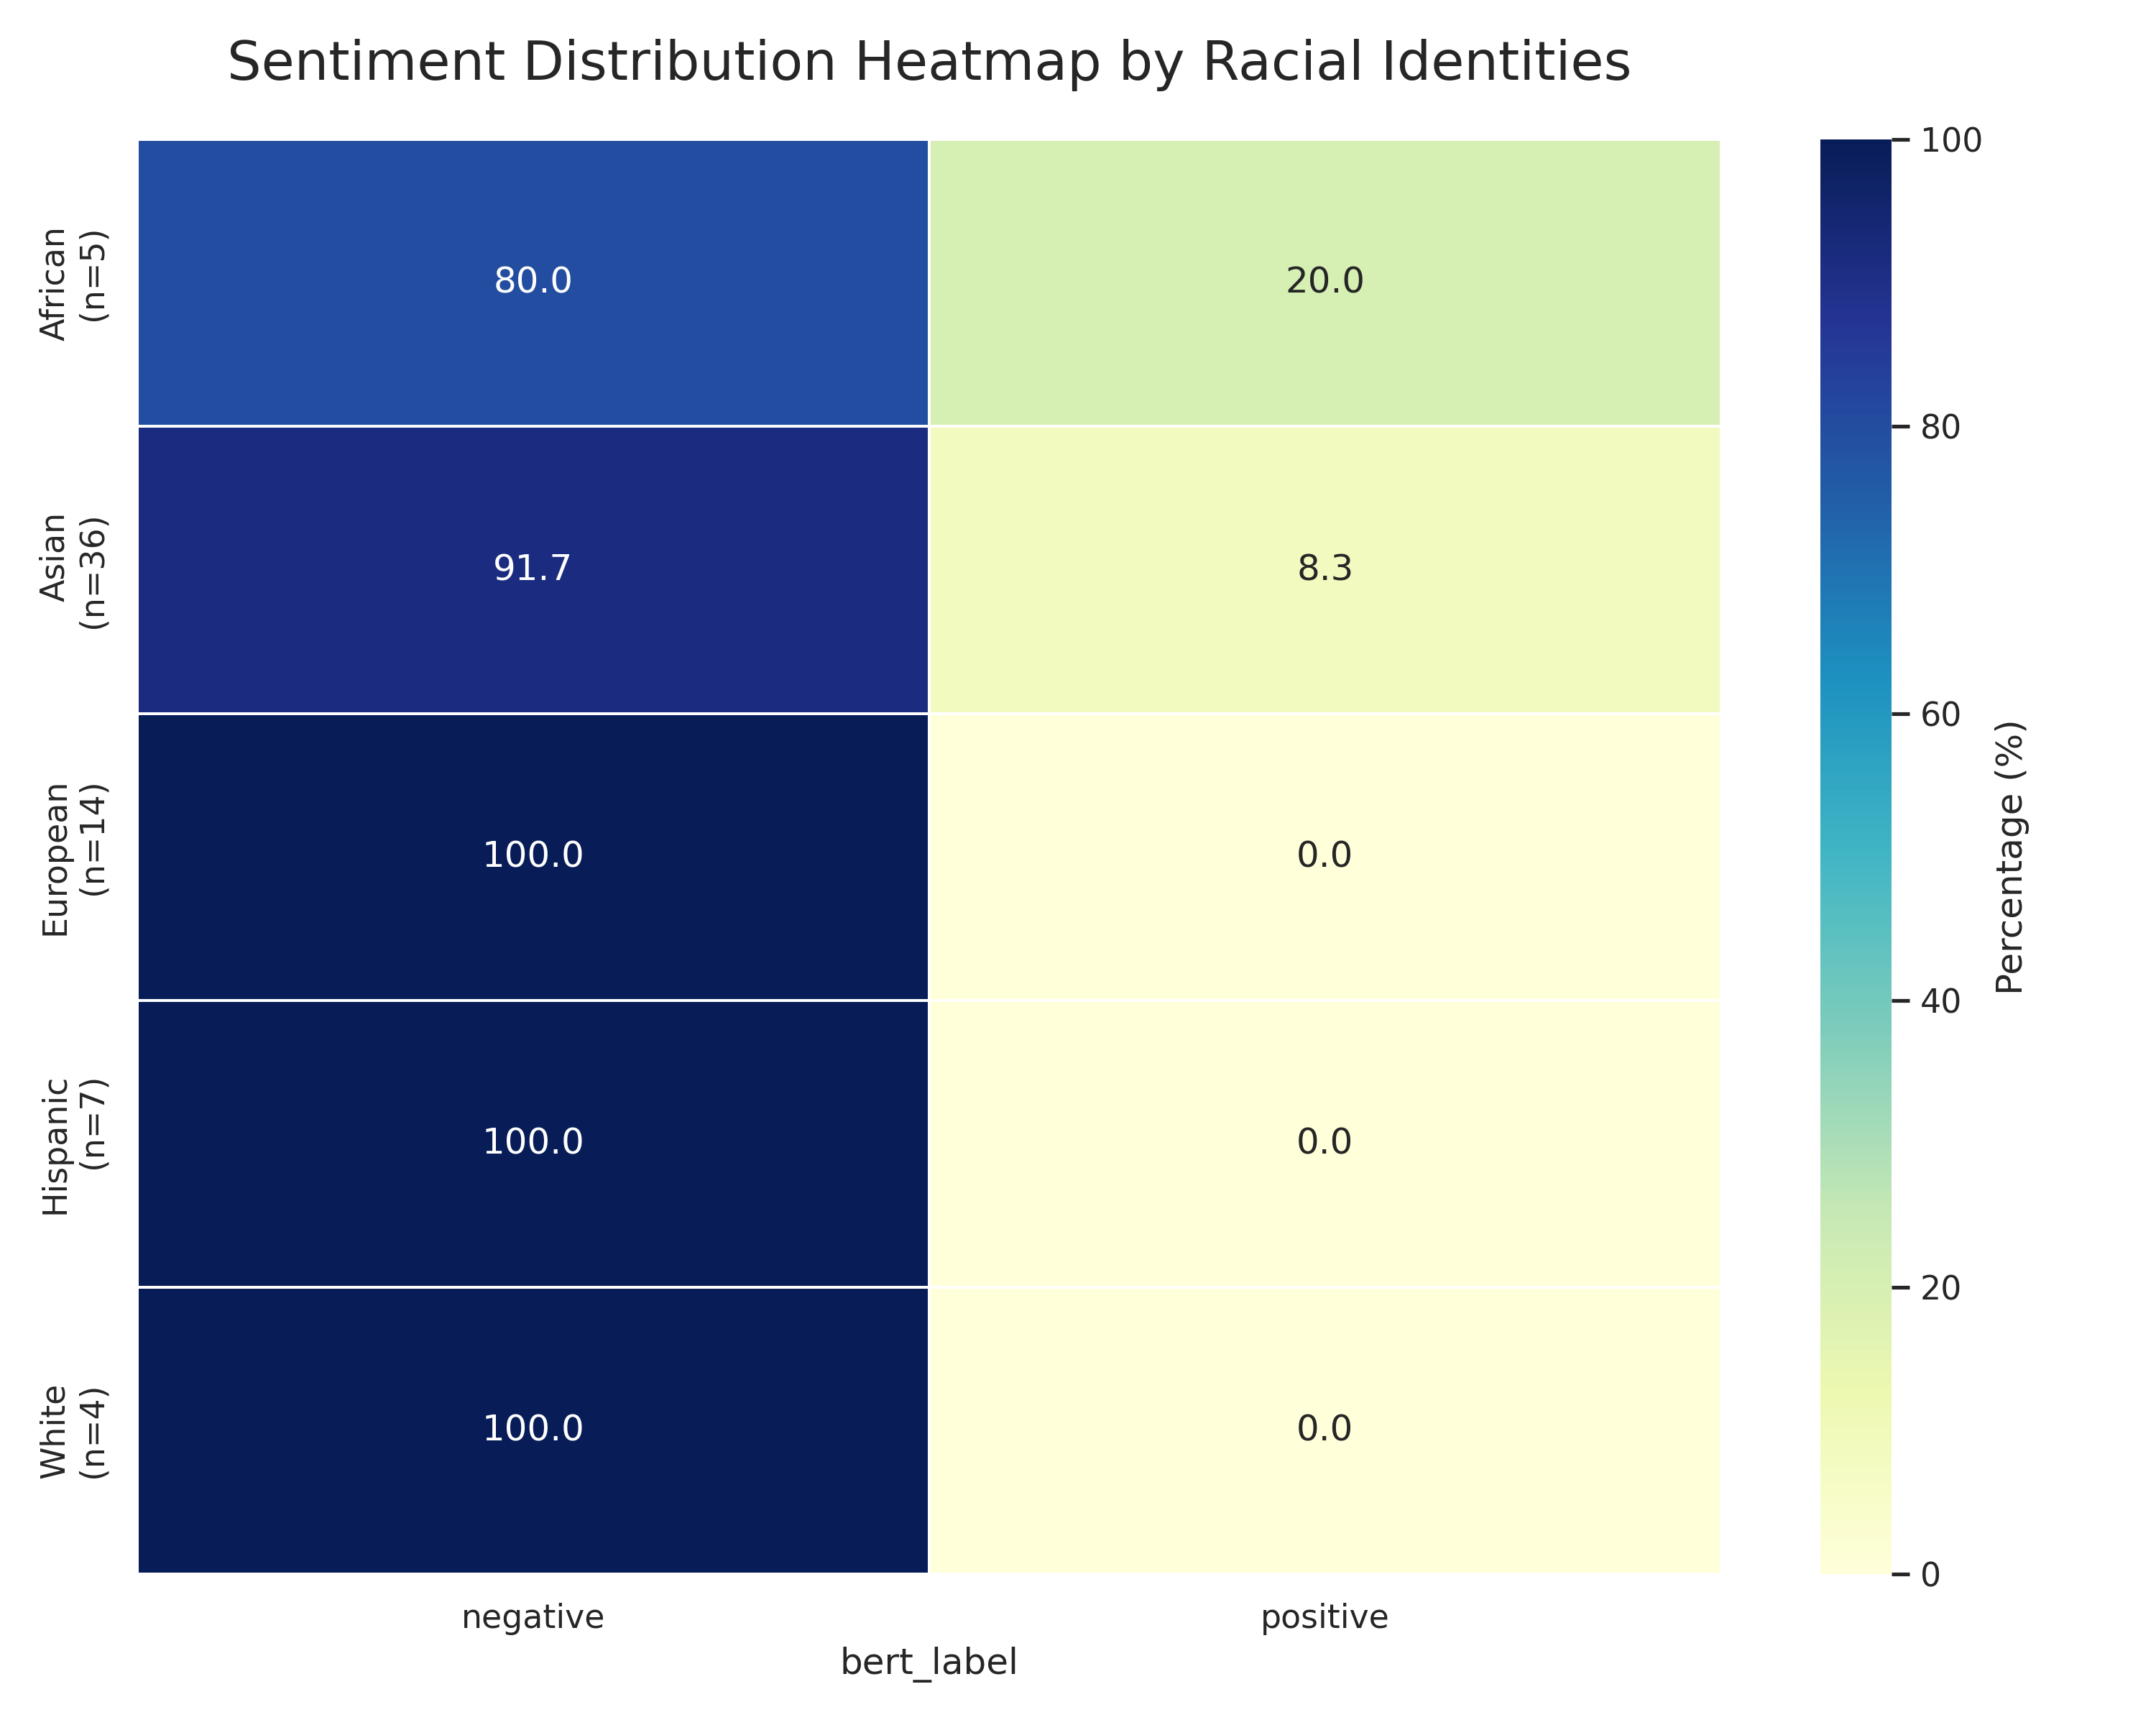 Sentiment Distribution Heatmap by Racial Identities
African
(n=5)
80.0
20.0
Asian
(n=36)
91.7
8.3
European
(n=14)
100.0
0.0
Hispanic
(n=7)
100.0
0.0
White
(n=4)
100.0
0.0
negative
positive
bert_label
100
80
60
40
20
0
Percentage (%)